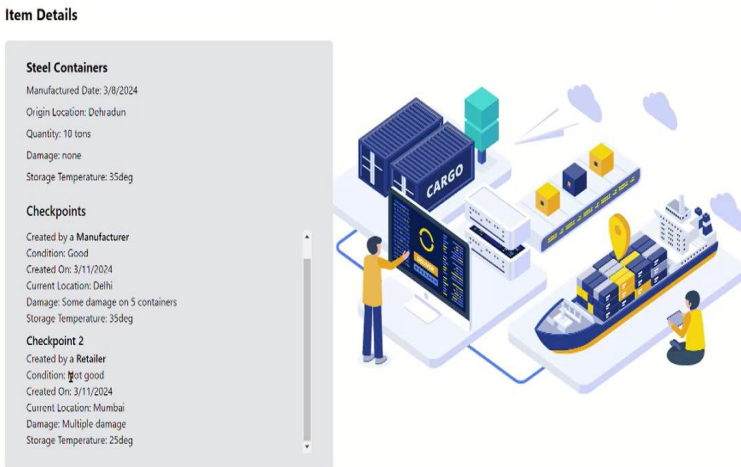 Item Details
Steel Containers
Manufactured Date: 3/8/2024
Origin Location: Dehradun
Quantity: 10 tons
Damage: none
Storage Temperature: 35deg
Checkpoints
Created by a Manufacturer
Condition: Good
Created On: 3/11/2024
Current Location: Delhi
Damage: Some damage on 5 containers
Storage Temperature: 35deg
Checkpoint 2
Created by a Retailer
Condition: Not good
Created On: 3/11/2024
Current Location: Mumbai
Damage: Multiple damage
Storage Temperature: 25deg
CARGO